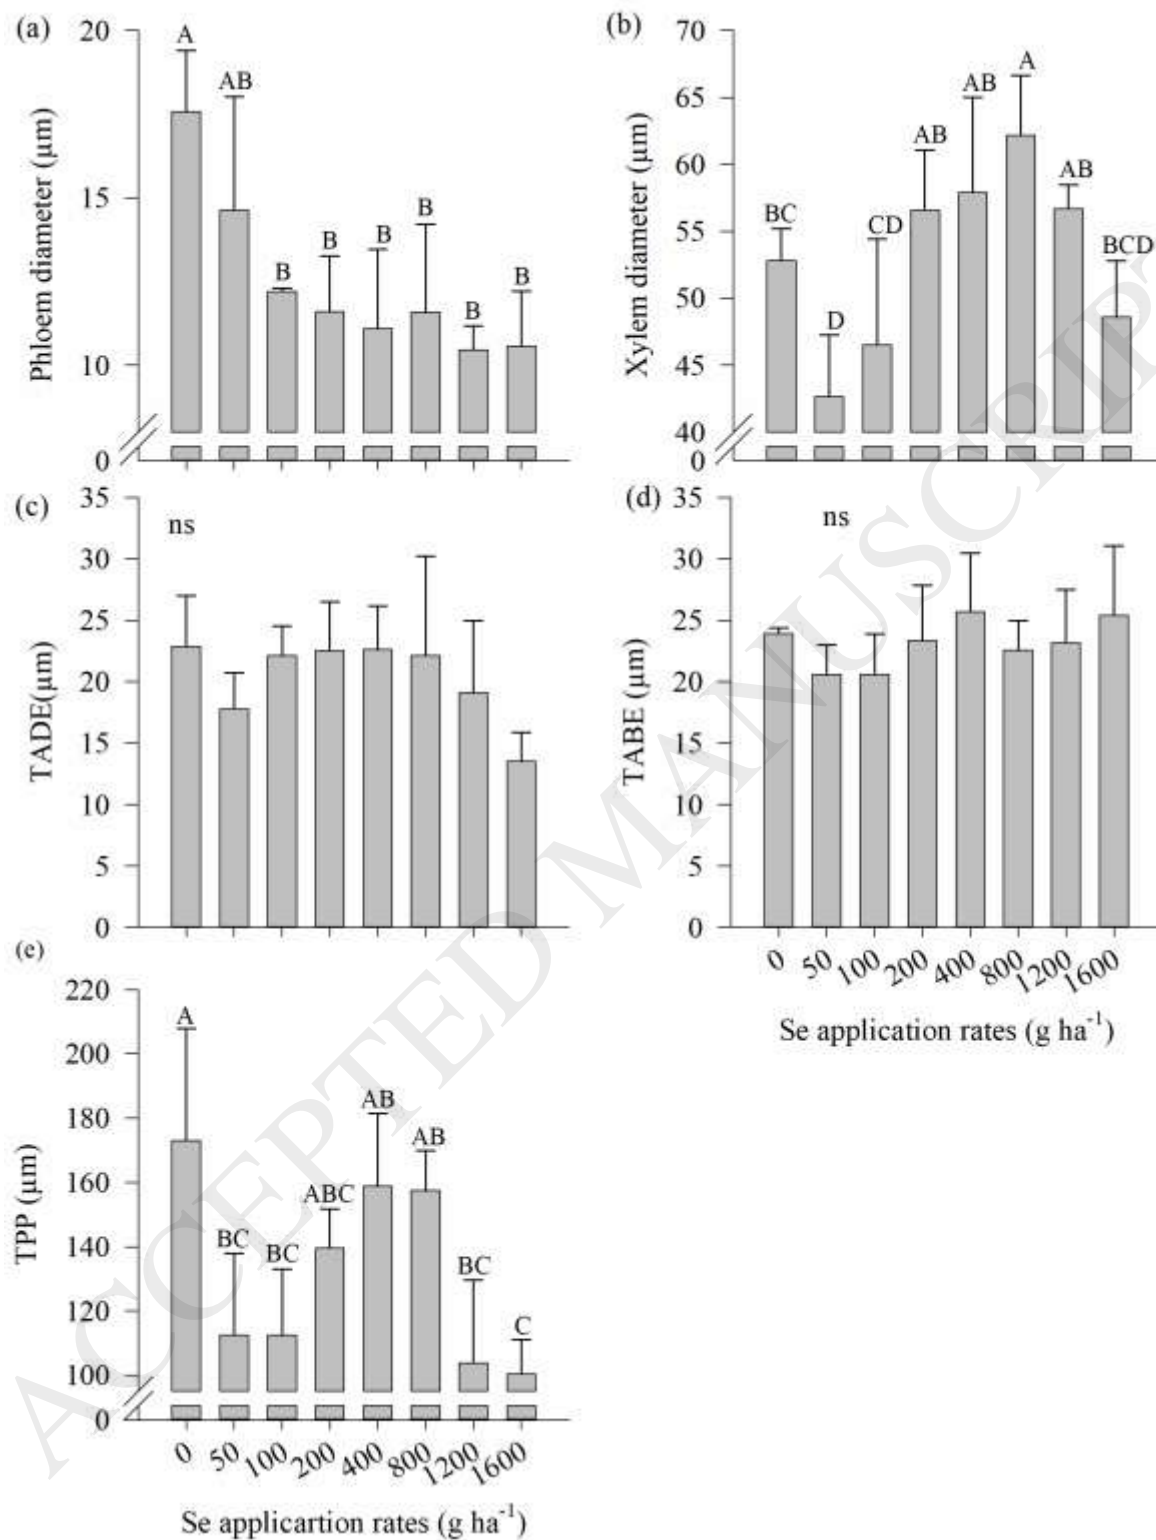 (a)
20
15
10
0
Phloem diameter (µm)
A
AB
B
B
B
B
B
B
(b)
70
65
60
55
50
45
40
0
Xylem diameter (µm)
BC
D
CD
AB
AB
A
AB
BCD
(c)
35
30
25
20
15
10
5
0
TADE(µm)
ns
(d)
35
30
25
20
15
10
5
0
TABE (µm)
ns
0 50 100 200 400 800 1200 1600
Se application rates (g ha⁻¹)
(e)
220
200
180
160
140
120
100
0
TPP (µm)
A
BC
BC
ABC
AB
AB
BC
C
0 50 100 200 400 800 1200 1600
Se applicartion rates (g ha⁻¹)
ACCEPTED MANUSCRIPT